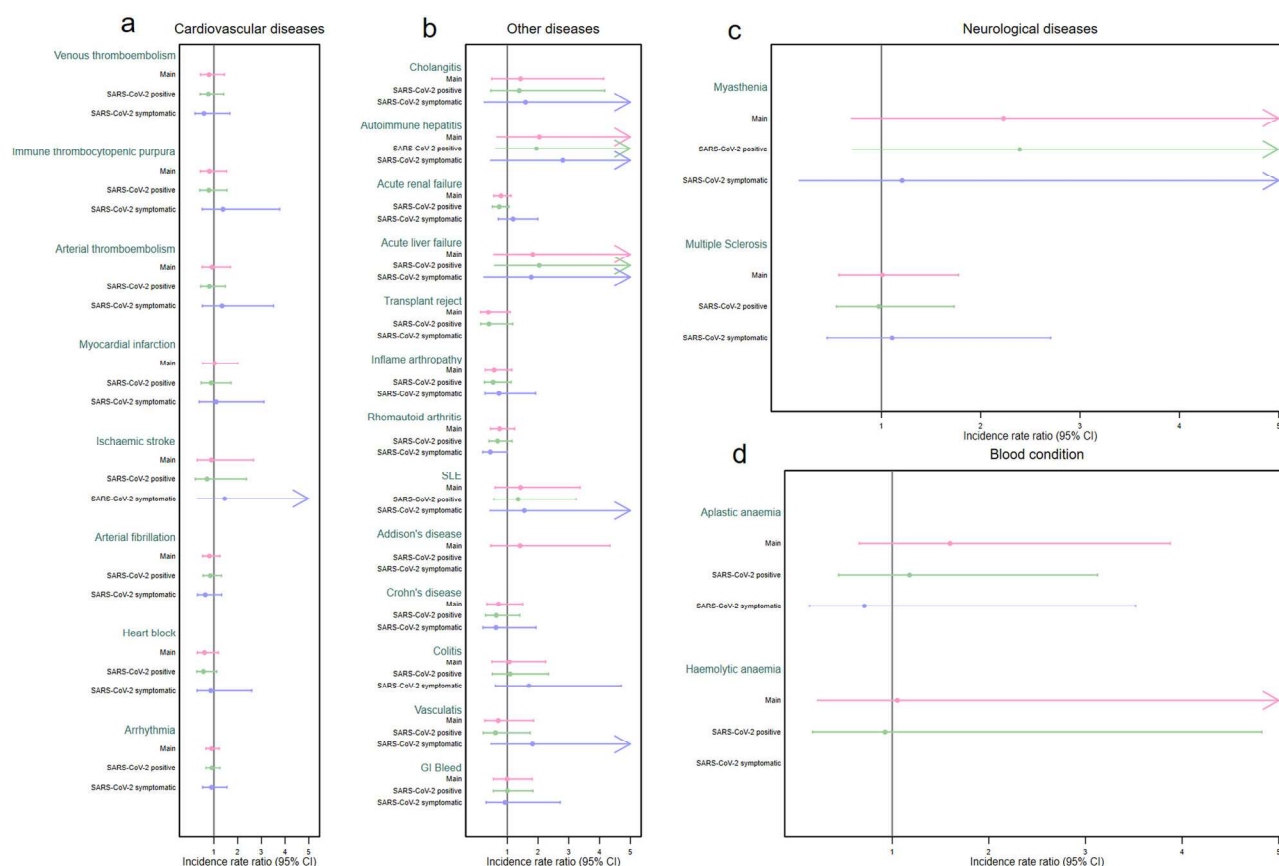 a
Cardiovascular diseases
Venous thromboembolism
Main
SARS-CoV-2 positive
SARS-CoV-2 symptomatic
Immune thrombocytopenic purpura
Main
SARS-CoV-2 positive
SARS-CoV-2 symptomatic
Arterial thromboembolism
Main
SARS-CoV-2 positive
SARS-CoV-2 symptomatic
Myocardial infarction
Main
SARS-CoV-2 positive
SARS-CoV-2 symptomatic
Ischaemic stroke
Main
SARS-CoV-2 positive
SARS-CoV-2 symptomatic
Arterial fibrillation
Main
SARS-CoV-2 positive
SARS-CoV-2 symptomatic
Heart block
Main
SARS-CoV-2 positive
SARS-CoV-2 symptomatic
Arrhythmia
Main
SARS-CoV-2 positive
SARS-CoV-2 symptomatic
1 2 3 4 5
Incidence rate ratio (95% CI)
b
Other diseases
Cholangitis
Main
SARS-CoV-2 positive
SARS-CoV-2 symptomatic
Autoimmune hepatitis
Main
SARS-CoV-2 positive
SARS-CoV-2 symptomatic
Acute renal failure
Main
SARS-CoV-2 positive
SARS-CoV-2 symptomatic
Acute liver failure
Main
SARS-CoV-2 positive
SARS-CoV-2 symptomatic
Transplant reject
Main
SARS-CoV-2 positive
SARS-CoV-2 symptomatic
Inflame arthropathy
Main
SARS-CoV-2 positive
SARS-CoV-2 symptomatic
Rhomautoid arthritis
Main
SARS-CoV-2 positive
SARS-CoV-2 symptomatic
SLE
Main
SARS-CoV-2 positive
SARS-CoV-2 symptomatic
Addison's disease
Main
SARS-CoV-2 positive
SARS-CoV-2 symptomatic
Crohn's disease
Main
SARS-CoV-2 positive
SARS-CoV-2 symptomatic
Colitis
Main
SARS-CoV-2 positive
SARS-CoV-2 symptomatic
Vasculatis
Main
SARS-CoV-2 positive
SARS-CoV-2 symptomatic
GI Bleed
Main
SARS-CoV-2 positive
SARS-CoV-2 symptomatic
1 2 3 4 5
Incidence rate ratio (95% CI)
c
Neurological diseases
Myasthenia
Main
SARS-CoV-2 positive
SARS-CoV-2 symptomatic
Multiple Sclerosis
Main
SARS-CoV-2 positive
SARS-CoV-2 symptomatic
1 2 3 4 5
Incidence rate ratio (95% CI)
d
Blood condition
Aplastic anaemia
Main
SARS-CoV-2 positive
SARS-CoV-2 symptomatic
Haemolytic anaemia
Main
SARS-CoV-2 positive
SARS-CoV-2 symptomatic
1 2 3 4 5
Incidence rate ratio (95% CI)